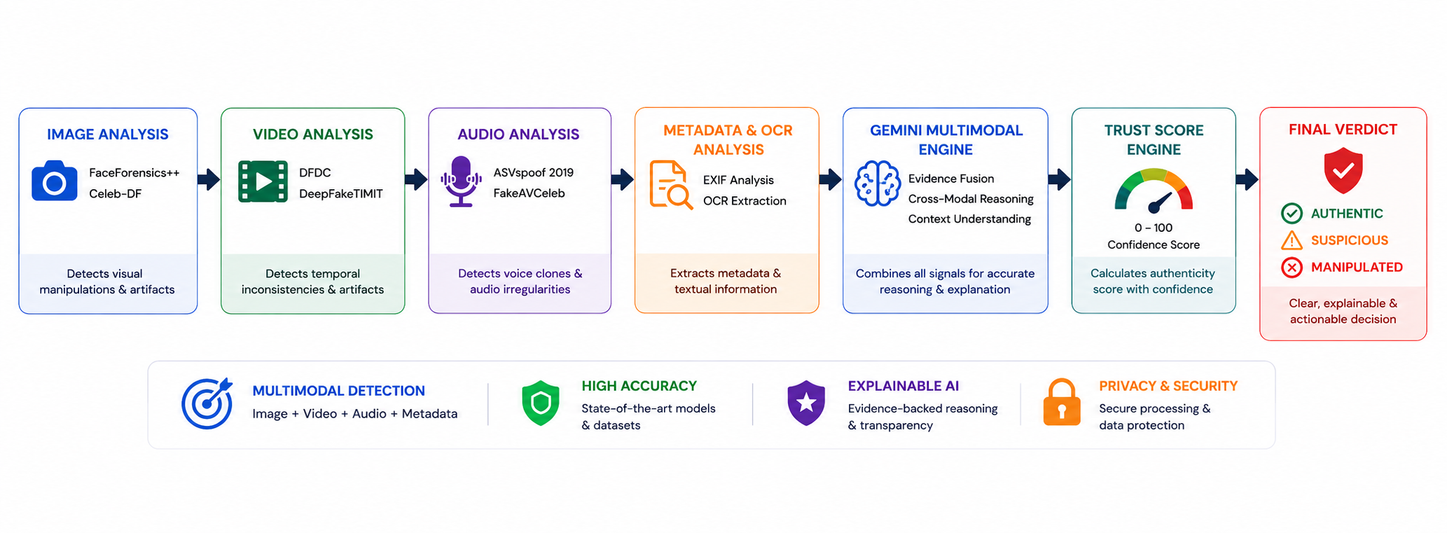 IMAGE ANALYSIS
FaceForensics++
Celeb-DF
Detects visual
manipulations & artifacts
VIDEO ANALYSIS
DFDC
DeepFakeTIMIT
Detects temporal
inconsistencies & artifacts
AUDIO ANALYSIS
ASVspoof 2019
FakeAVCeleb
Detects voice clones &
audio irregularities
METADATA & OCR
ANALYSIS
EXIF Analysis
OCR Extraction
Extracts metadata &
textual information
GEMINI MULTIMODAL
ENGINE
Evidence Fusion
Cross-Modal Reasoning
Context Understanding
Combines all signals for accurate
reasoning & explanation
TRUST SCORE
ENGINE
0 – 100
Confidence Score
Calculates authenticity
score with confidence
FINAL VERDICT
AUTHENTIC
SUSPICIOUS
MANIPULATED
Clear, explainable &
actionable decision
MULTIMODAL DETECTION
Image + Video + Audio + Metadata
HIGH ACCURACY
State-of-the-art models
& datasets
EXPLAINABLE AI
Evidence-backed reasoning
& transparency
PRIVACY & SECURITY
Secure processing &
data protection